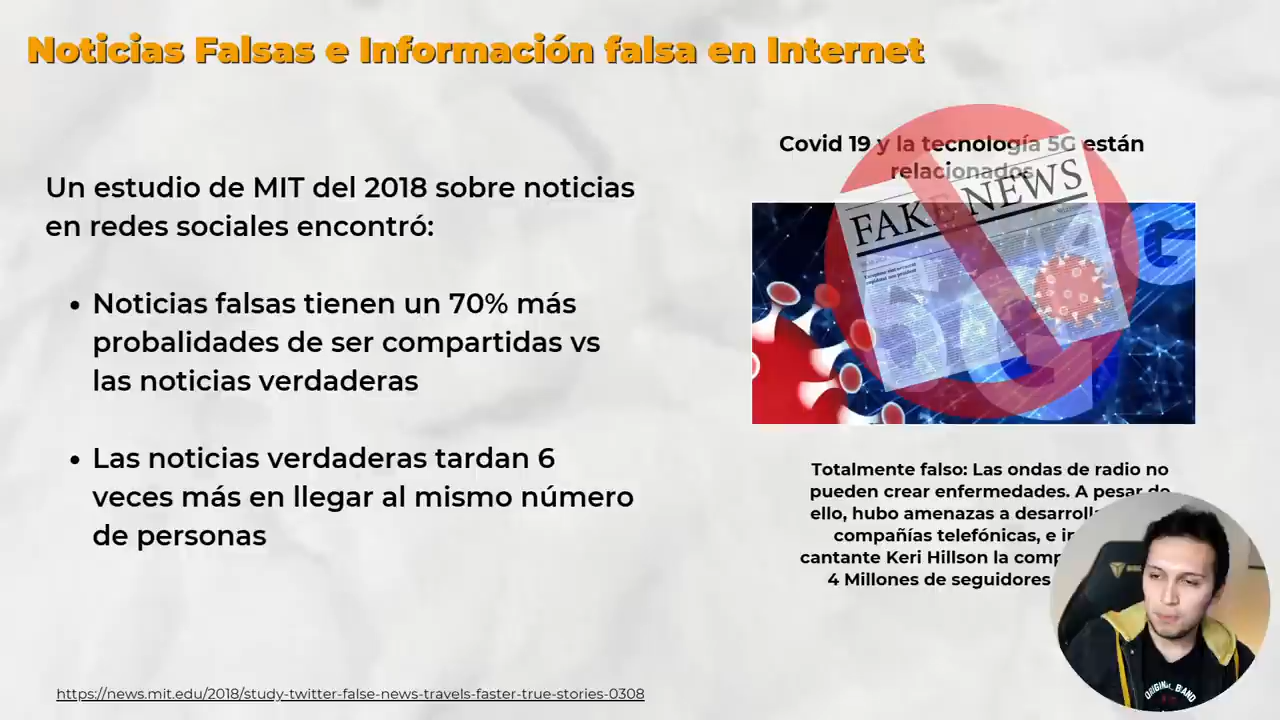 Noticias Falsas e Información falsa en Internet
Un estudio de MIT del 2018 sobre noticias
en redes sociales encontró:
• Noticias falsas tienen un 70% más
probalidades de ser compartidas vs
las noticias verdaderas
• Las noticias verdaderas tardan 6
veces más en llegar al mismo número
de personas
https://news.mit.edu/2018/study-twitter-false-news-travels-faster-true-stories-0308
Covid 19 y la tecnología 5G están
relacionados
FAKE NEWS
4G
5G
Totalmente falso: Las ondas de radio no
pueden crear enfermedades. A pesar de
ello, hubo amenazas a
compañías telefónicas, e
cantante Keri Hillson la
4 Millones de seguidores
ORIGINAL BAND